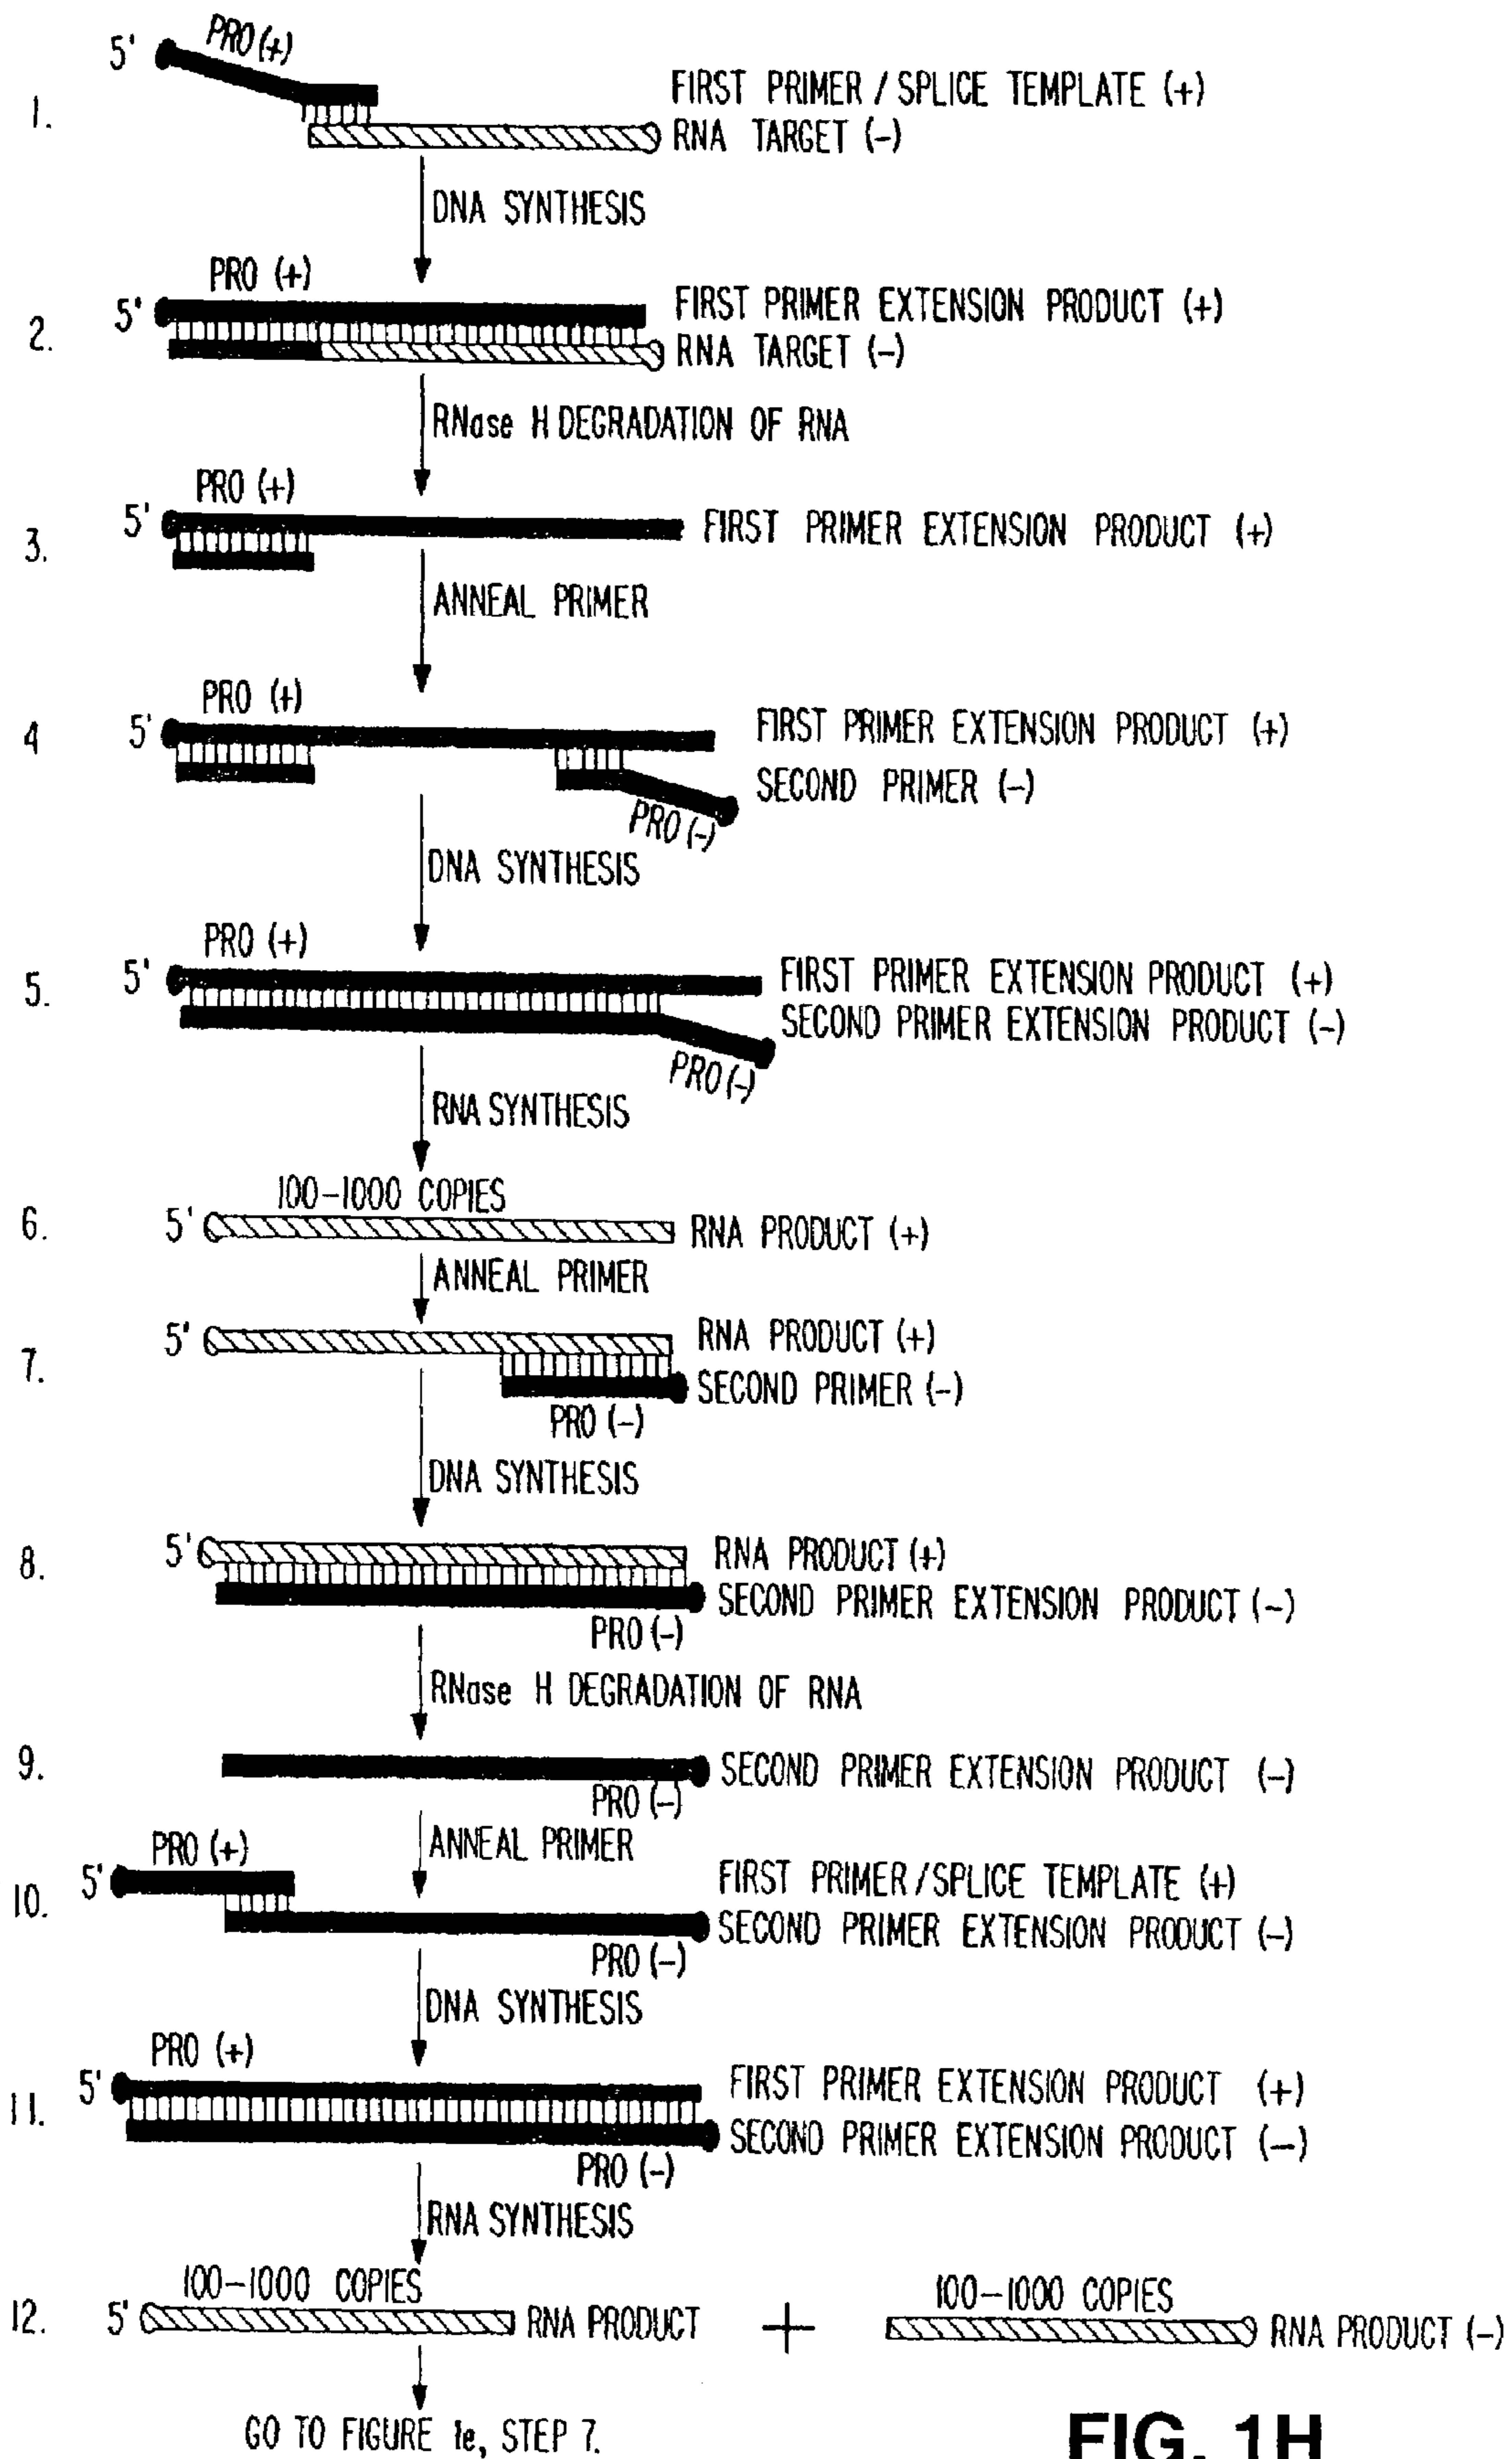 PRO (+)
5'
1.
FIRST PRIMER / SPLICE TEMPLATE (+)
RNA TARGET (-)
DNA SYNTHESIS
PRO (+)
5'
FIRST PRIMER EXTENSION PRODUCT (+)
2.
RNA TARGET (-)
RNase H DEGRADATION OF RNA
PRO (+)
5'
FIRST PRIMER EXTENSION PRODUCT (+)
3.
ANNEAL PRIMER
PRO (+)
4
5'
FIRST PRIMER EXTENSION PRODUCT (+)
SECOND PRIMER (-)
PRO (-)
DNA SYNTHESIS
PRO (+)
5.
5'
FIRST PRIMER EXTENSION PRODUCT (+)
SECOND PRIMER EXTENSION PRODUCT (-)
PRO (-)
RNA SYNTHESIS
100-1000 COPIES
6.
5'
RNA PRODUCT (+)
ANNEAL PRIMER
5'
RNA PRODUCT (+)
7.
SECOND PRIMER (-)
PRO (-)
DNA SYNTHESIS
8.
5'
RNA PRODUCT (+)
SECOND PRIMER EXTENSION PRODUCT (-)
PRO (-)
RNase H DEGRADATION OF RNA
9.
SECOND PRIMER EXTENSION PRODUCT (-)
PRO (-)
ANNEAL PRIMER
PRO (+)
5'
10.
FIRST PRIMER / SPLICE TEMPLATE (+)
SECOND PRIMER EXTENSION PRODUCT (-)
PRO (-)
DNA SYNTHESIS
PRO (+)
5'
11.
FIRST PRIMER EXTENSION PRODUCT (+)
SECOND PRIMER EXTENSION PRODUCT (-)
PRO (-)
RNA SYNTHESIS
100-1000 COPIES
100-1000 COPIES
12.
5'
RNA PRODUCT
+
RNA PRODUCT (-)
GO TO FIGURE 1e, STEP 7.
FIG. 1H